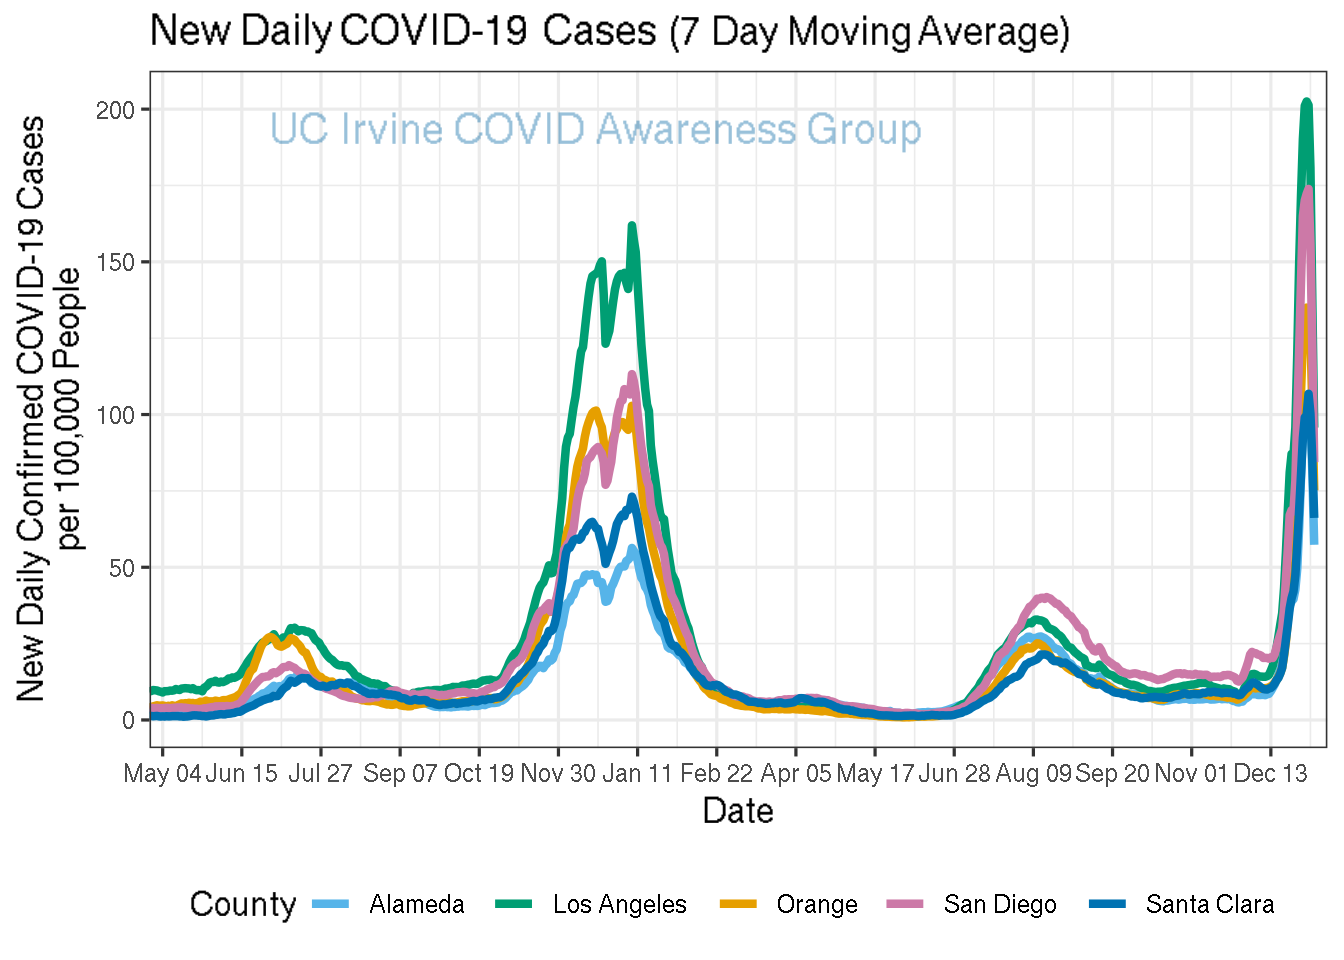 New Daily COVID-19 Cases (7 Day Moving Average)
UC Irvine COVID Awareness Group
New Daily Confirmed COVID-19 Cases
per 100,000 People
200
150
100
50
0
May 04 Jun 15 Jul 27 Sep 07 Oct 19 Nov 30 Jan 11 Feb 22 Apr 05 May 17 Jun 28 Aug 09 Sep 20 Nov 01 Dec 13
Date
County Alameda Los Angeles Orange San Diego Santa Clara